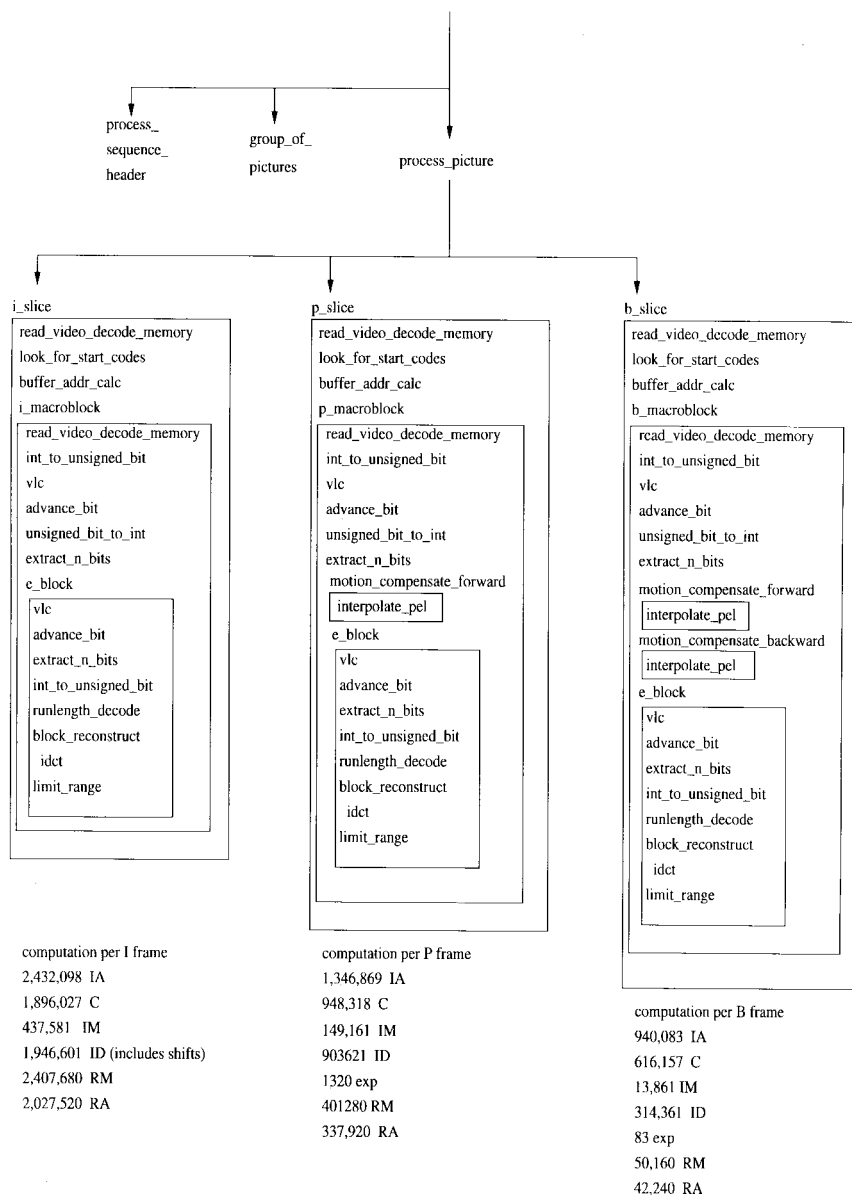 process_
sequence_
header
group_of_
pictures
process_picture
i_slice
read_video_decode_memory
look_for_start_codes
buffer_addr_calc
i_macroblock
read_video_decode_memory
int_to_unsigned_bit
vlc
advance_bit
unsigned_bit_to_int
extract_n_bits
e_block
vlc
advance_bit
extract_n_bits
int_to_unsigned_bit
runlength_decode
block_reconstruct
idct
limit_range
computation per I frame
2,432,098 IA
1,896,027 C
437,581 IM
1,946,601 ID (includes shifts)
2,407,680 RM
2,027,520 RA
p_slice
read_video_decode_memory
look_for_start_codes
buffer_addr_calc
p_macroblock
read_video_decode_memory
int_to_unsigned_bit
vlc
advance_bit
unsigned_bit_to_int
extract_n_bits
motion_compensate_forward
interpolate_pel
e_block
vlc
advance_bit
extract_n_bits
int_to_unsigned_bit
runlength_decode
block_reconstruct
idct
limit_range
computation per P frame
1,346,869 IA
948,318 C
149,161 IM
903621 ID
1320 exp
401280 RM
337,920 RA
b_slice
read_video_decode_memory
look_for_start_codes
buffer_addr_calc
b_macroblock
read_video_decode_memory
int_to_unsigned_bit
vlc
advance_bit
unsigned_bit_to_int
extract_n_bits
motion_compensate_forward
interpolate_pel
motion_compensate_backward
interpolate_pel
e_block
vlc
advance_bit
extract_n_bits
int_to_unsigned_bit
runlength_decode
block_reconstruct
idct
limit_range
computation per B frame
940,083 IA
616,157 C
13,861 IM
314,361 ID
83 exp
50,160 RM
42,240 RA